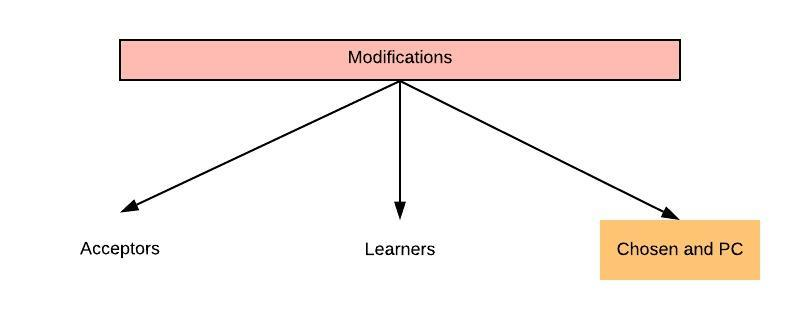 Modifications
Acceptors
Learners
Chosen and PC